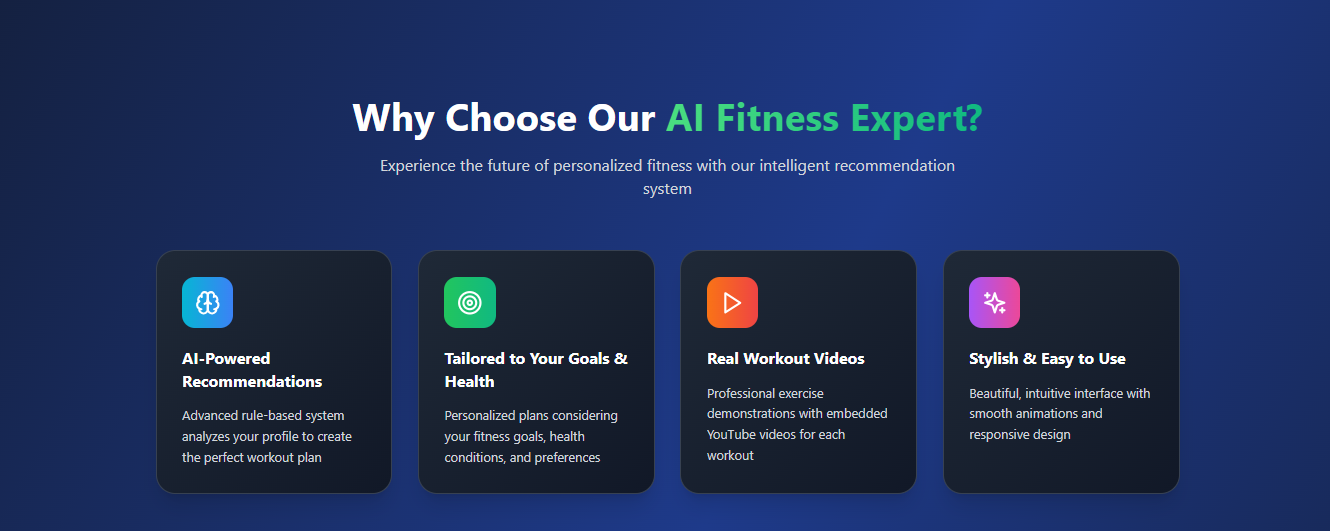 Why Choose Our AI Fitness Expert?
Experience the future of personalized fitness with our intelligent recommendation
system
AI-Powered
Recommendations
Advanced rule-based system
analyzes your profile to create
the perfect workout plan
Tailored to Your Goals &
Health
Personalized plans considering
your fitness goals, health
conditions, and preferences
Real Workout Videos
Professional exercise
demonstrations with embedded
YouTube videos for each
workout
Stylish & Easy to Use
Beautiful, intuitive interface with
smooth animations and
responsive design